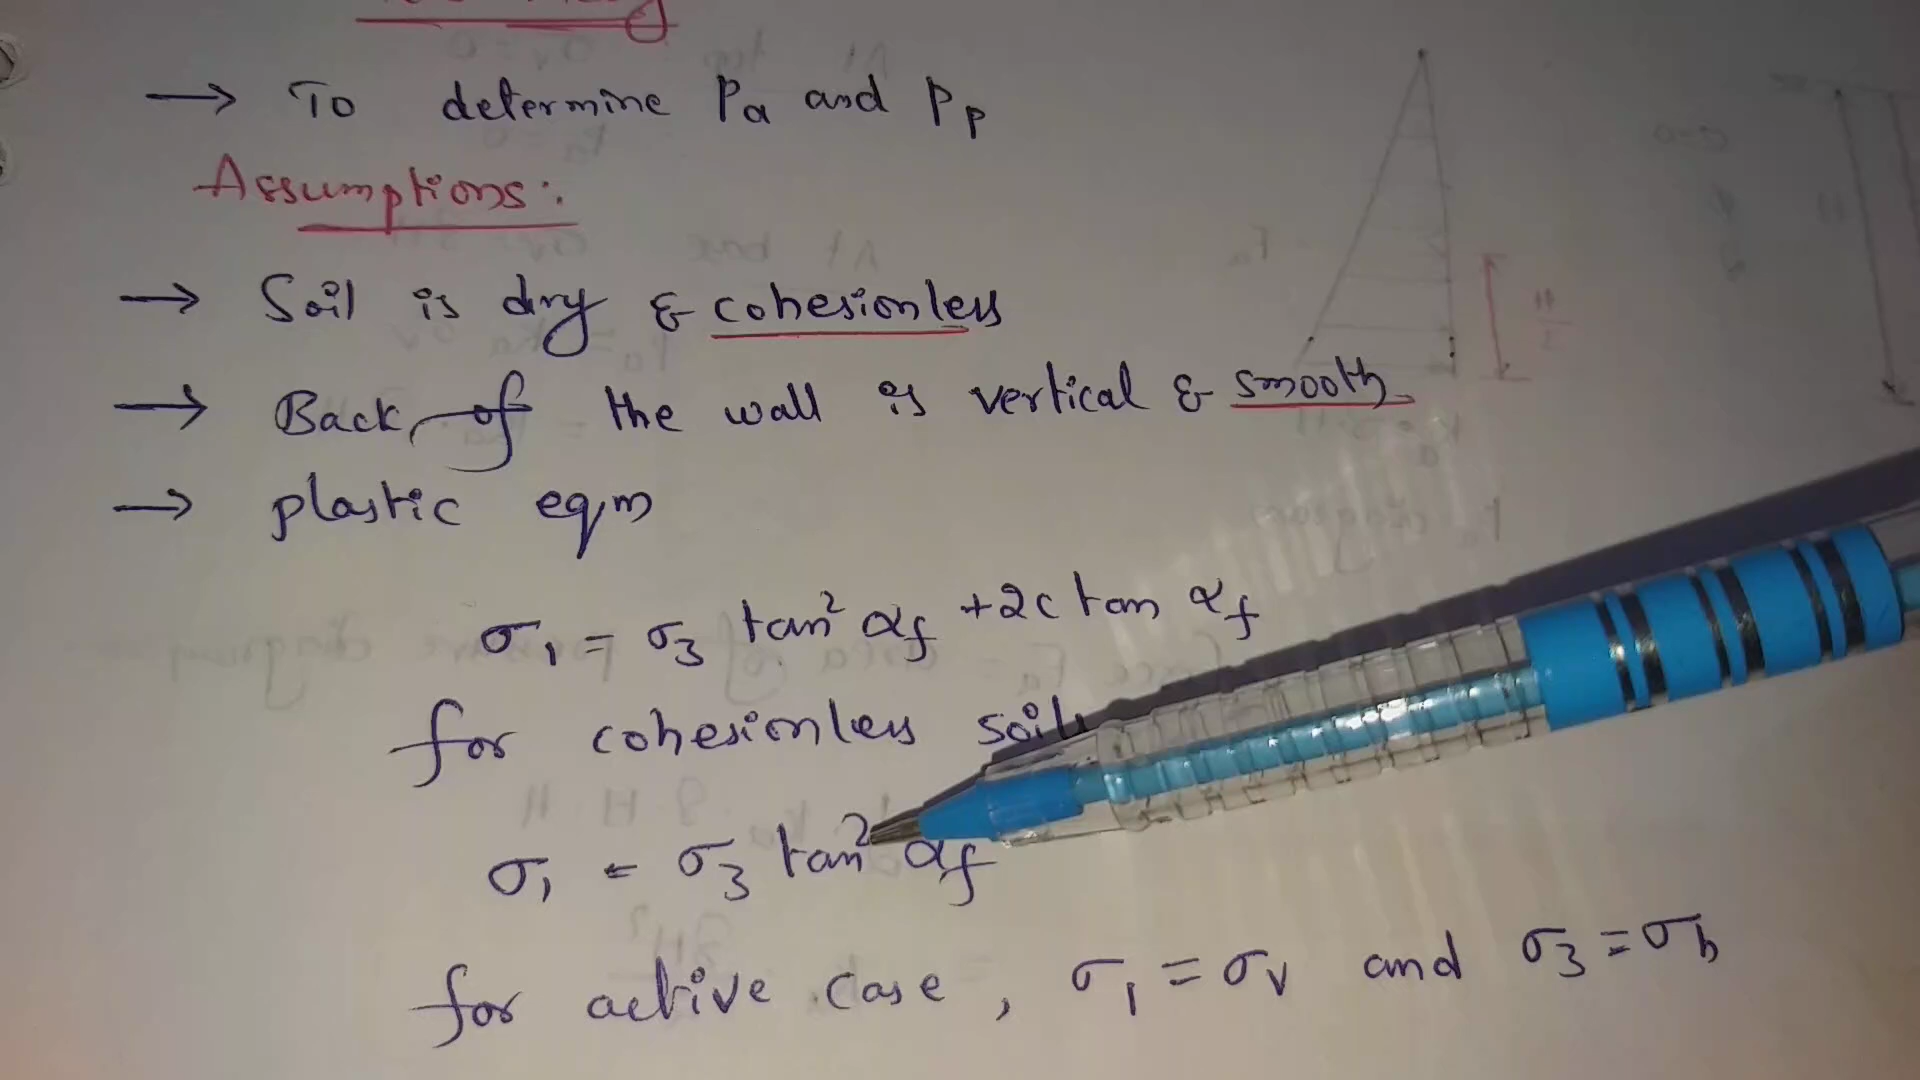 → To determine Pa and Pp
Assumptions:
→ Soil is dry & cohesionless
→ Back of the wall is vertical & smooth
→ plastic eqm
σ₁ = σ₃ tan² αf + 2c tan αf
for cohesionless soil
σ₁ = σ₃ tan² αf
for active case, σ₁ = σv and σ₃ = σh